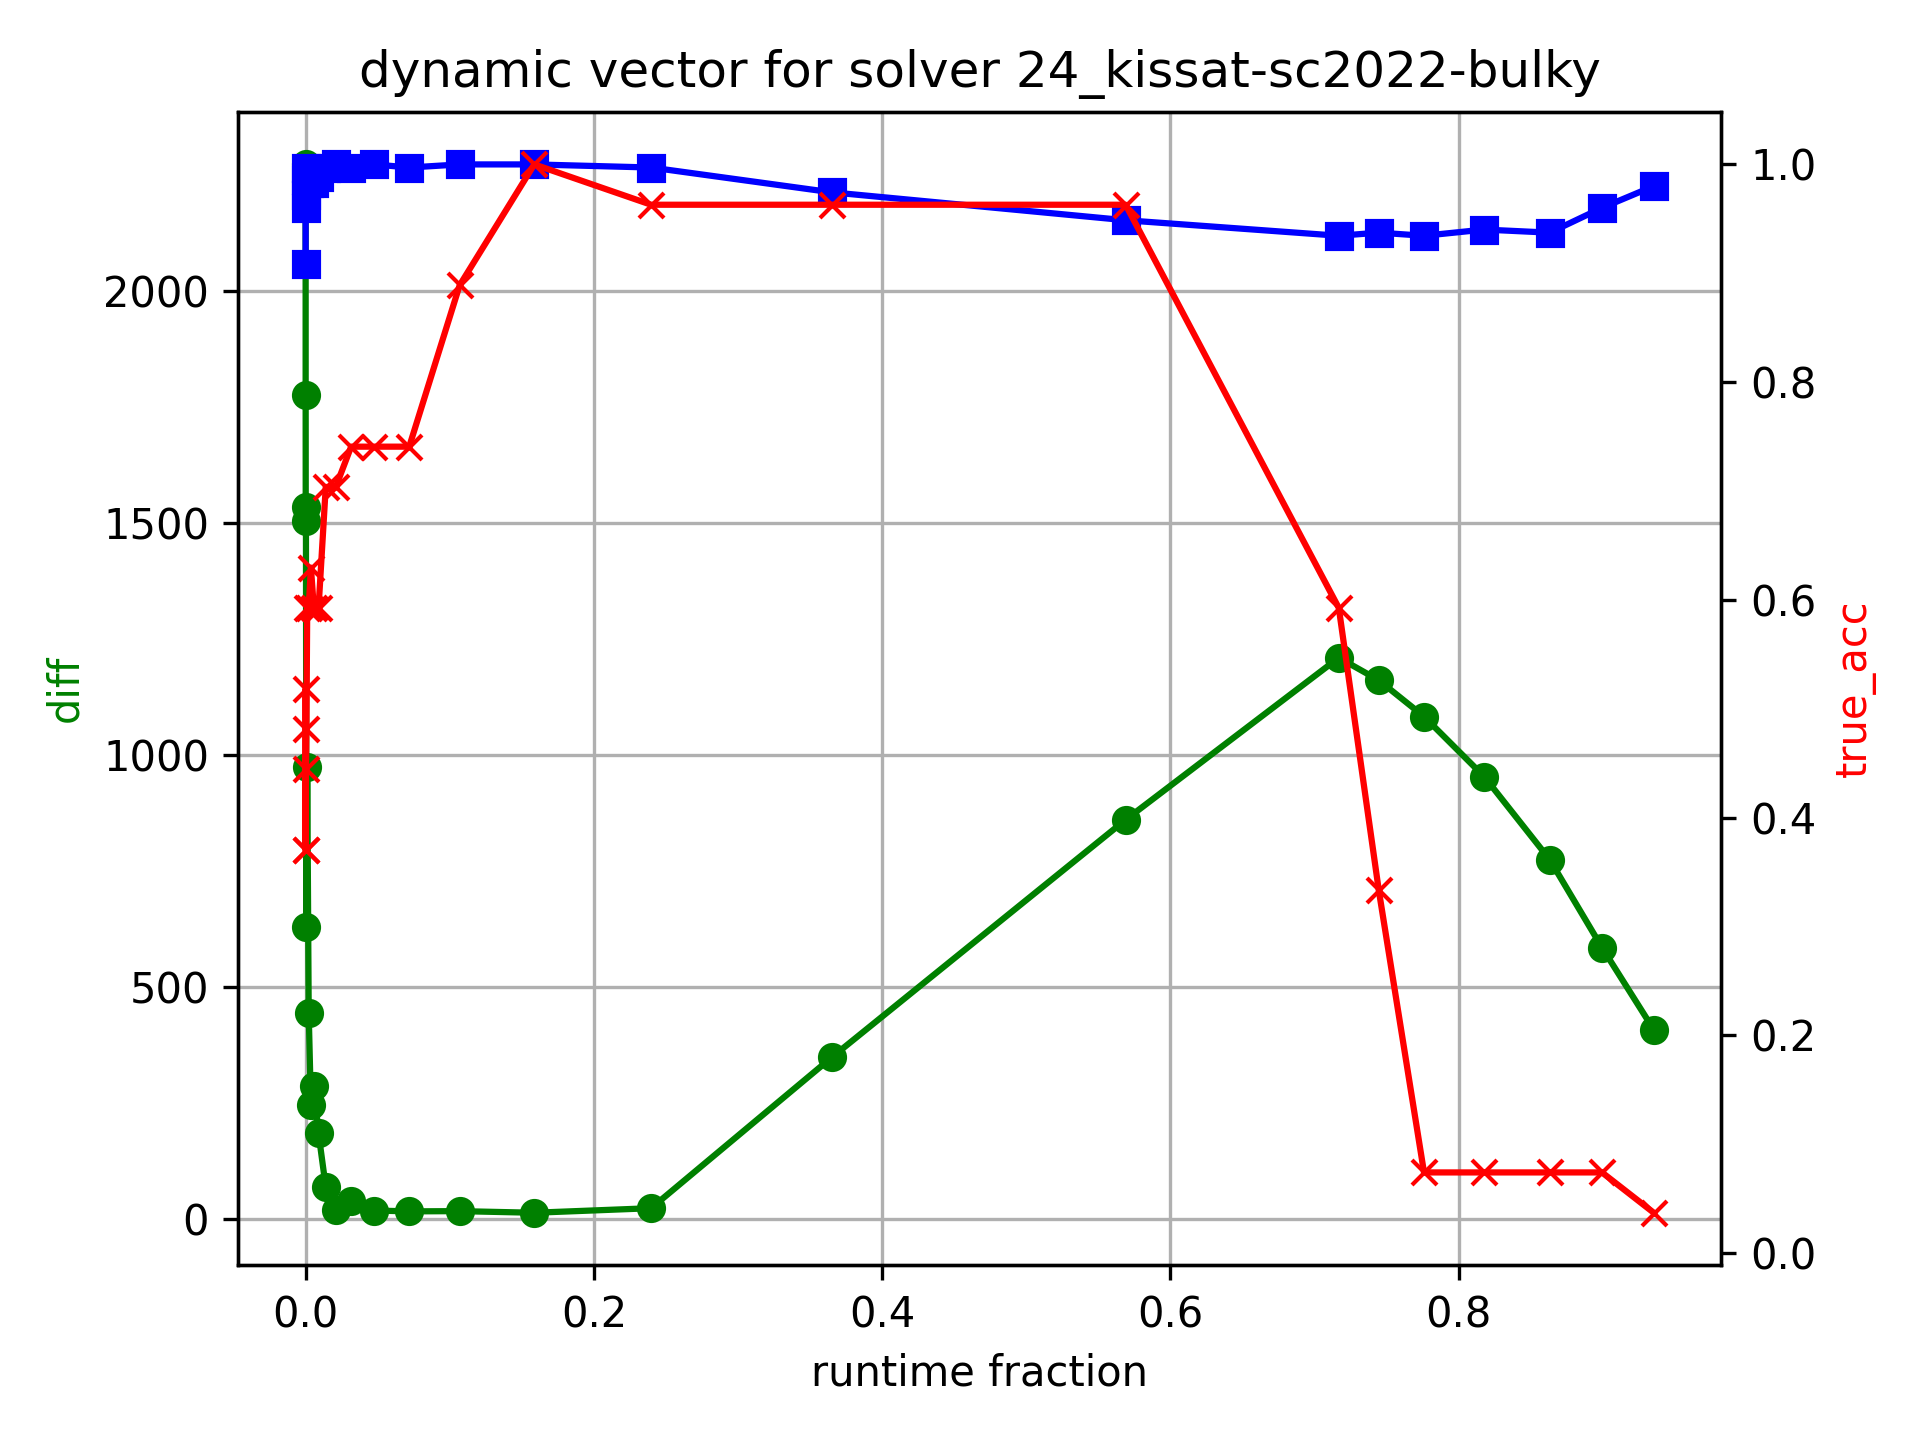 dynamic vector for solver 24_kissat-sc2022-bulky
2000
1500
1000
500
0
diff
1.0
0.8
0.6
0.4
0.2
0.0
true_acc
0.0 0.2 0.4 0.6 0.8
runtime fraction